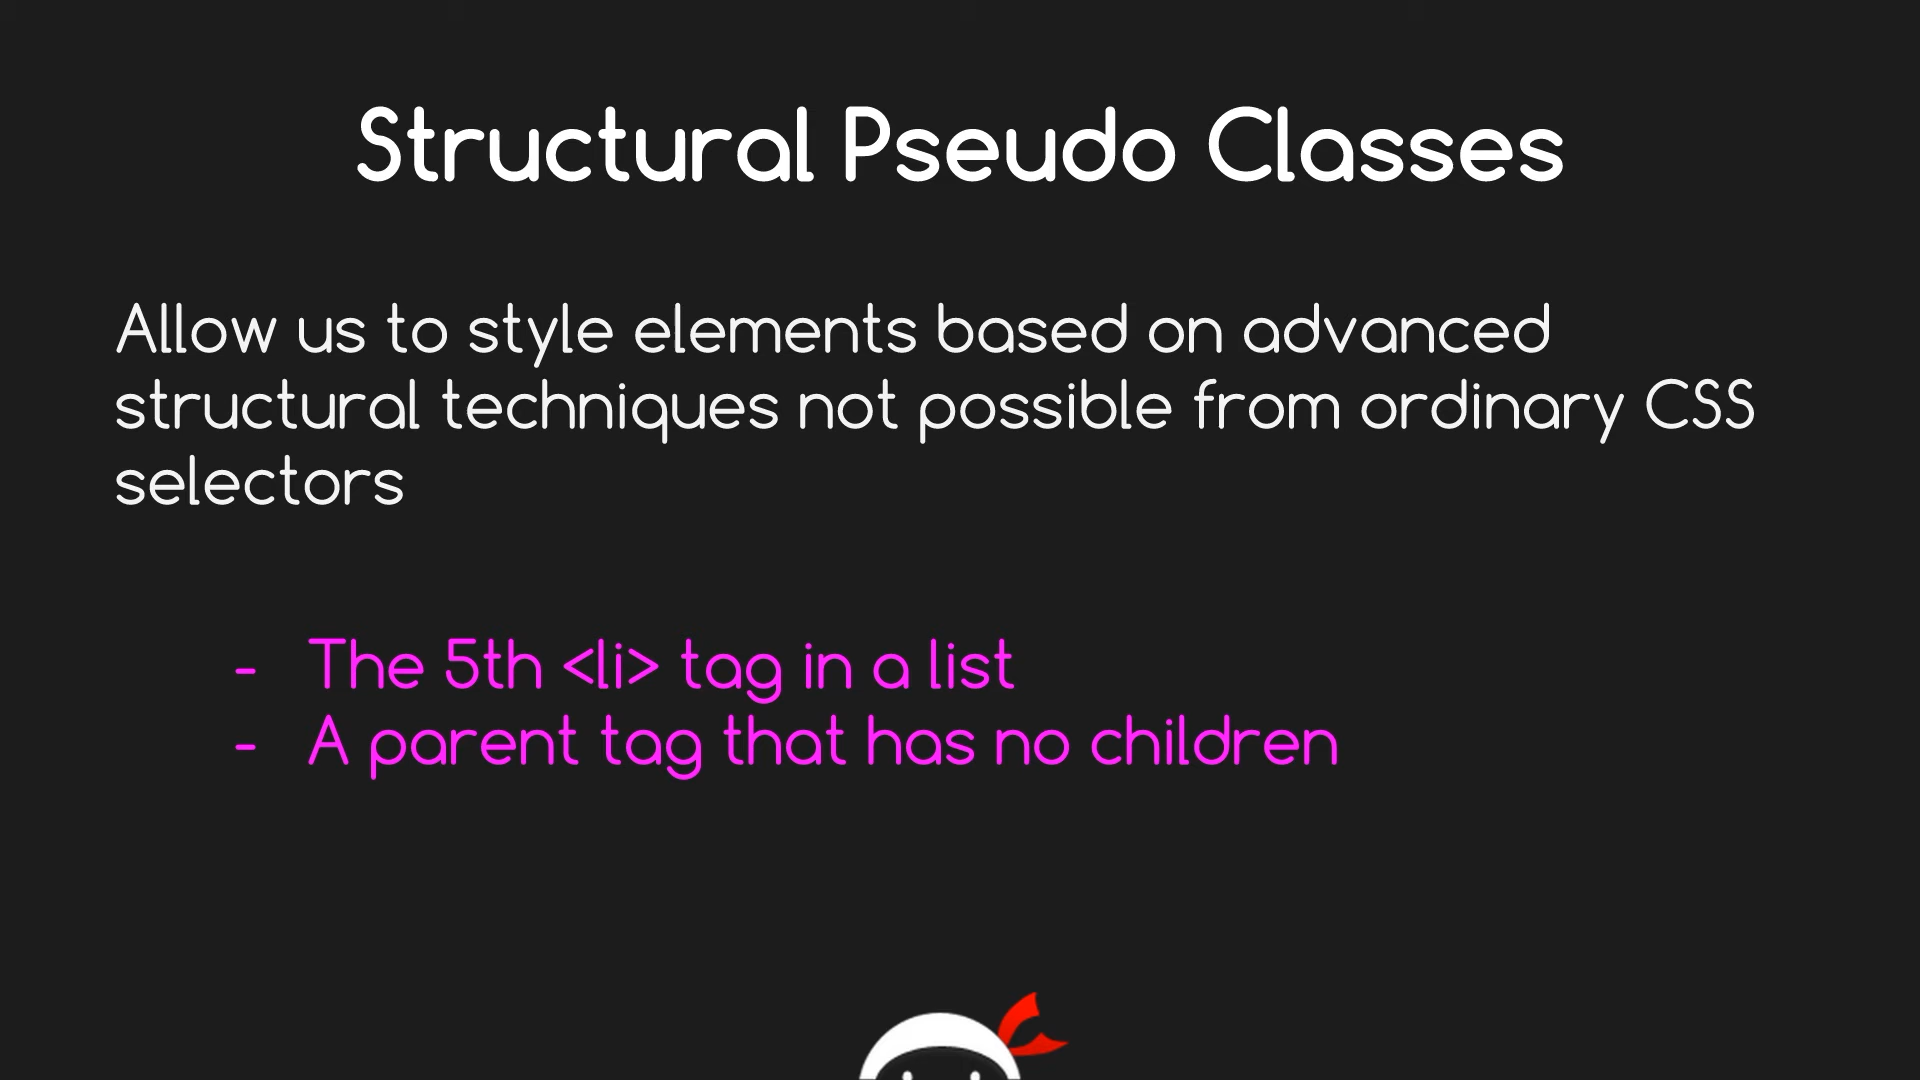 Structural Pseudo Classes
Allow us to style elements based on advanced
structural techniques not possible from ordinary CSS
selectors
- The 5th <li> tag in a list
- A parent tag that has no children